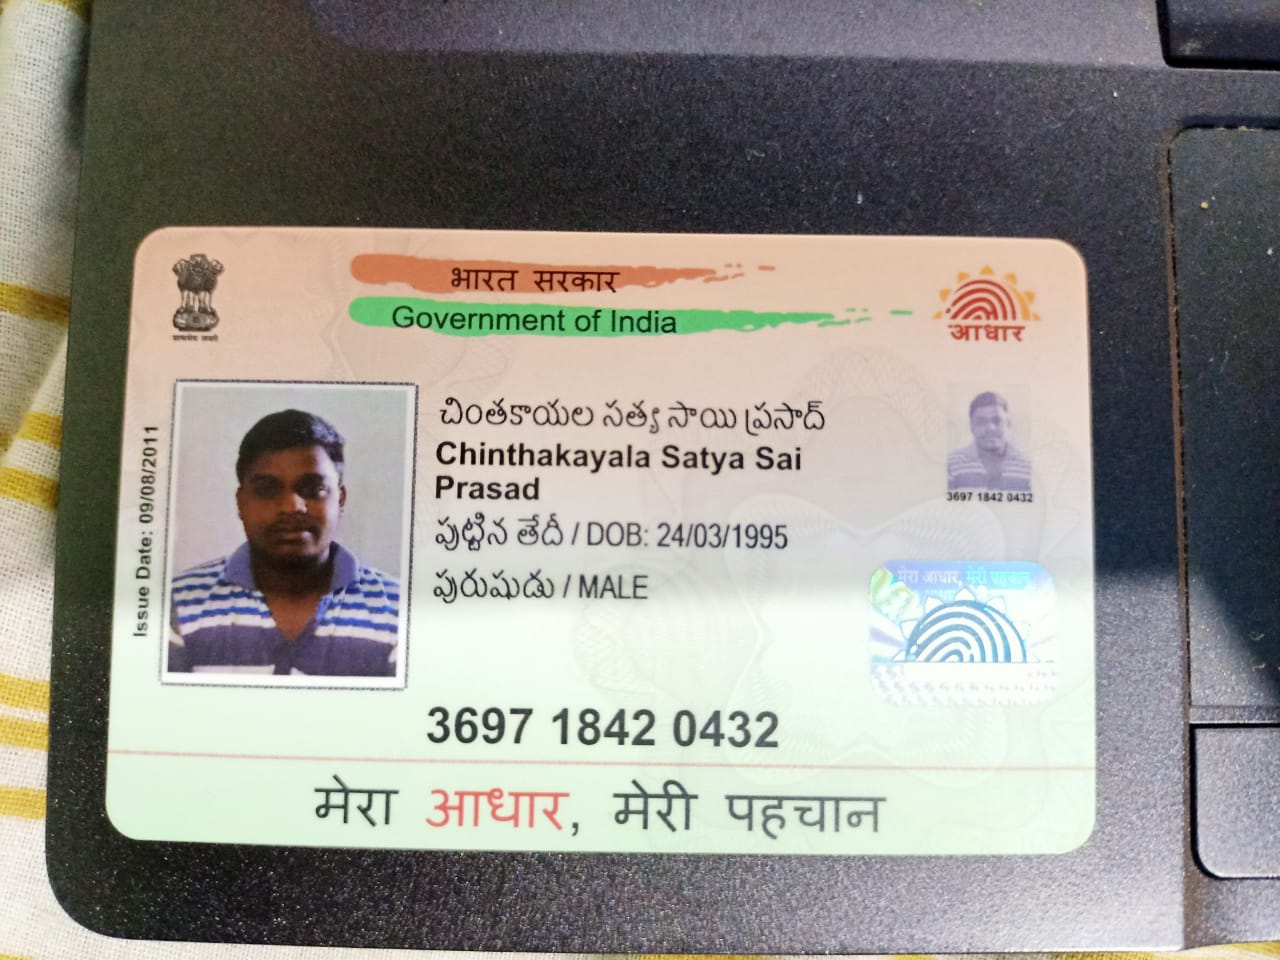 भारत सरकार
Government of India
आधार
सत्यमेव जयते
Issue Date: 09/08/2011
చింతకాయల సత్య సాయి ప్రసాద్
Chinthakayala Satya Sai
Prasad
పుట్టిన తేదీ / DOB: 24/03/1995
పురుషుడు / MALE
3697 1842 0432
मेरा आधार, मेरी पहचान
3697 1842 0432
मेरा आधार, मेरी पहचान